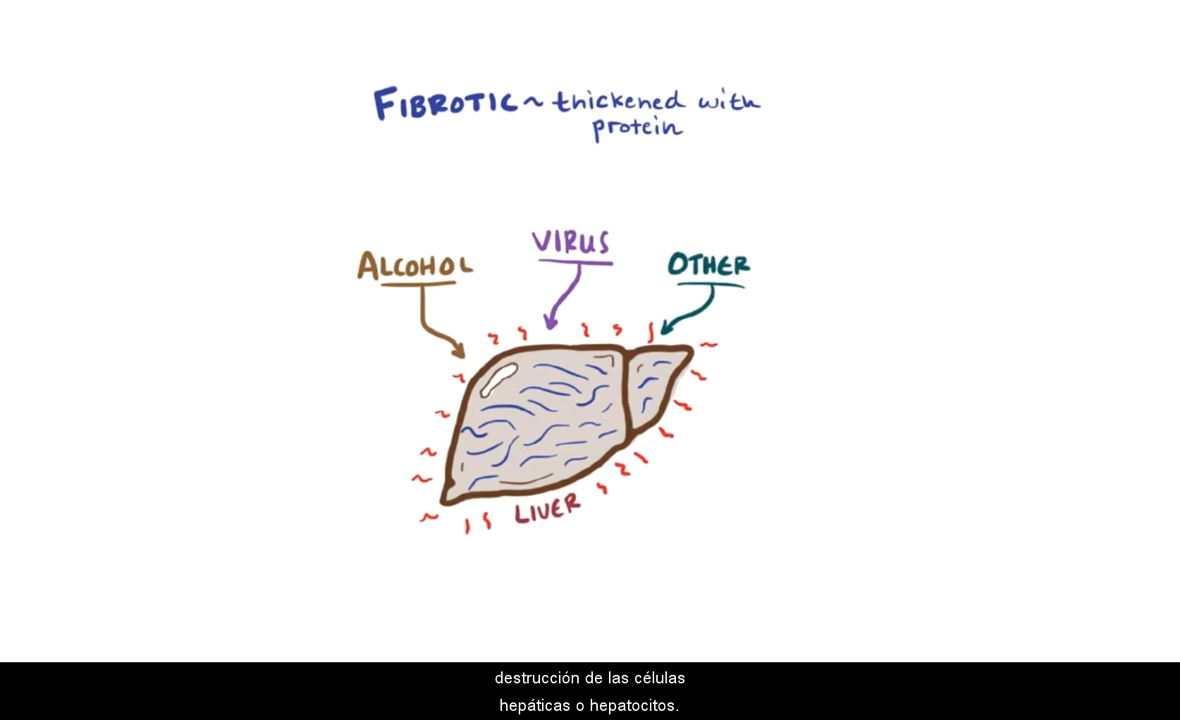 FIBROTIC ~ thickened with
protein
VIRUS
ALCOHOL
OTHER
LIVER
destrucción de las células
hepáticas o hepatocitos.